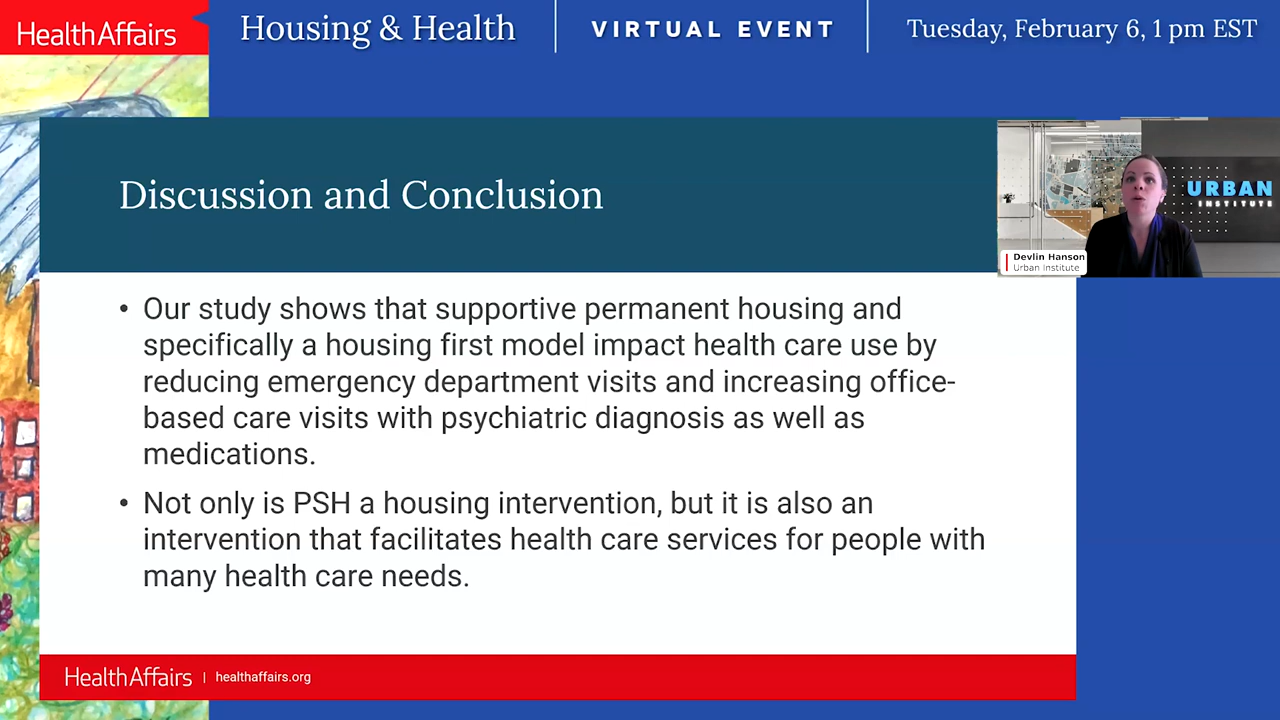 HealthAffairs
Housing & Health
VIRTUAL EVENT
Tuesday, February 6, 1 pm EST
Discussion and Conclusion
URBAN
INSTITUTE
Devlin Hanson
Urban Institute
• Our study shows that supportive permanent housing and
specifically a housing first model impact health care use by
reducing emergency department visits and increasing office-
based care visits with psychiatric diagnosis as well as
medications.
• Not only is PSH a housing intervention, but it is also an
intervention that facilitates health care services for people with
many health care needs.
HealthAffairs | healthaffairs.org